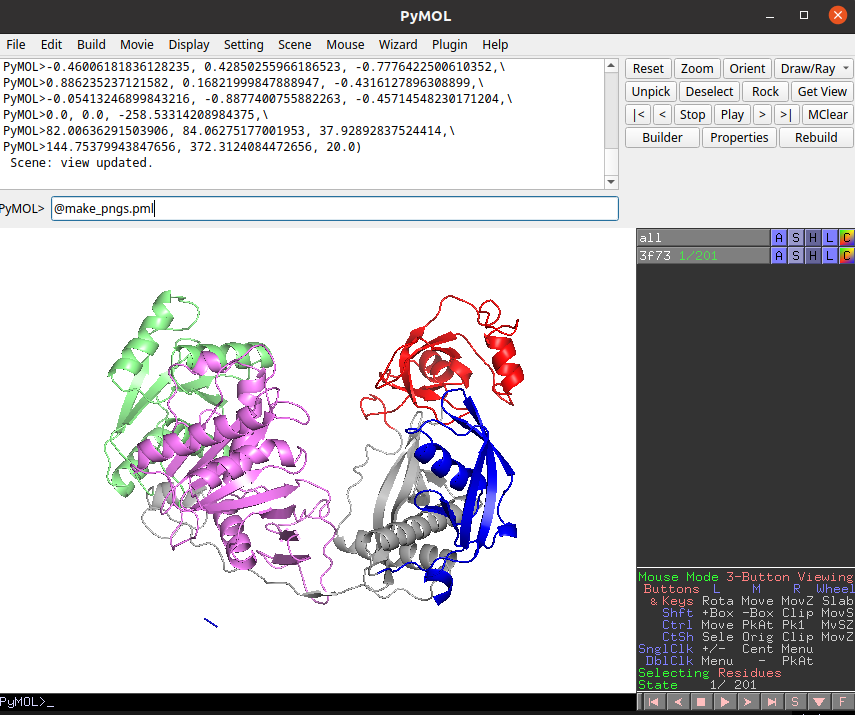 PyMOL
File Edit Build Movie Display Setting Scene Mouse Wizard Plugin Help
PyMOL>-0.46006181836128235, 0.42850255966186523, -0.7776422500610352,\
PyMOL>0.886235237121582, 0.16821999847888947, -0.4316127896308899,\
PyMOL>-0.05413246899843216, -0.8877400755882263, -0.45714548230171204,\
PyMOL>0.0, 0.0, -258.53314208984375,\
PyMOL>82.00636291503906, 84.06275177001953, 37.92892837524414,\
PyMOL>144.75379943847656, 372.3124084472656, 20.0)
Scene: view updated.
PyMOL> @make_pngs.pml
Reset Zoom Orient Draw/Ray
Unpick Deselect Rock Get View
|< < Stop Play > >| MClear
Builder Properties Rebuild
all A S H L C
3f73 1/201 A S H L C
Mouse Mode 3-Button Viewing
Buttons L M R Wheel
& Keys Rota Move MovZ Slab
Shft +Box -Box Clip MovS
Ctrl Move PkAt Pk1 MvSZ
CtSh Sele Orig Clip MovZ
SnglClk +/- Cent Menu
DblClk Menu - PkAt
Selecting Residues
State 1/ 201
PyMOL>_
S F